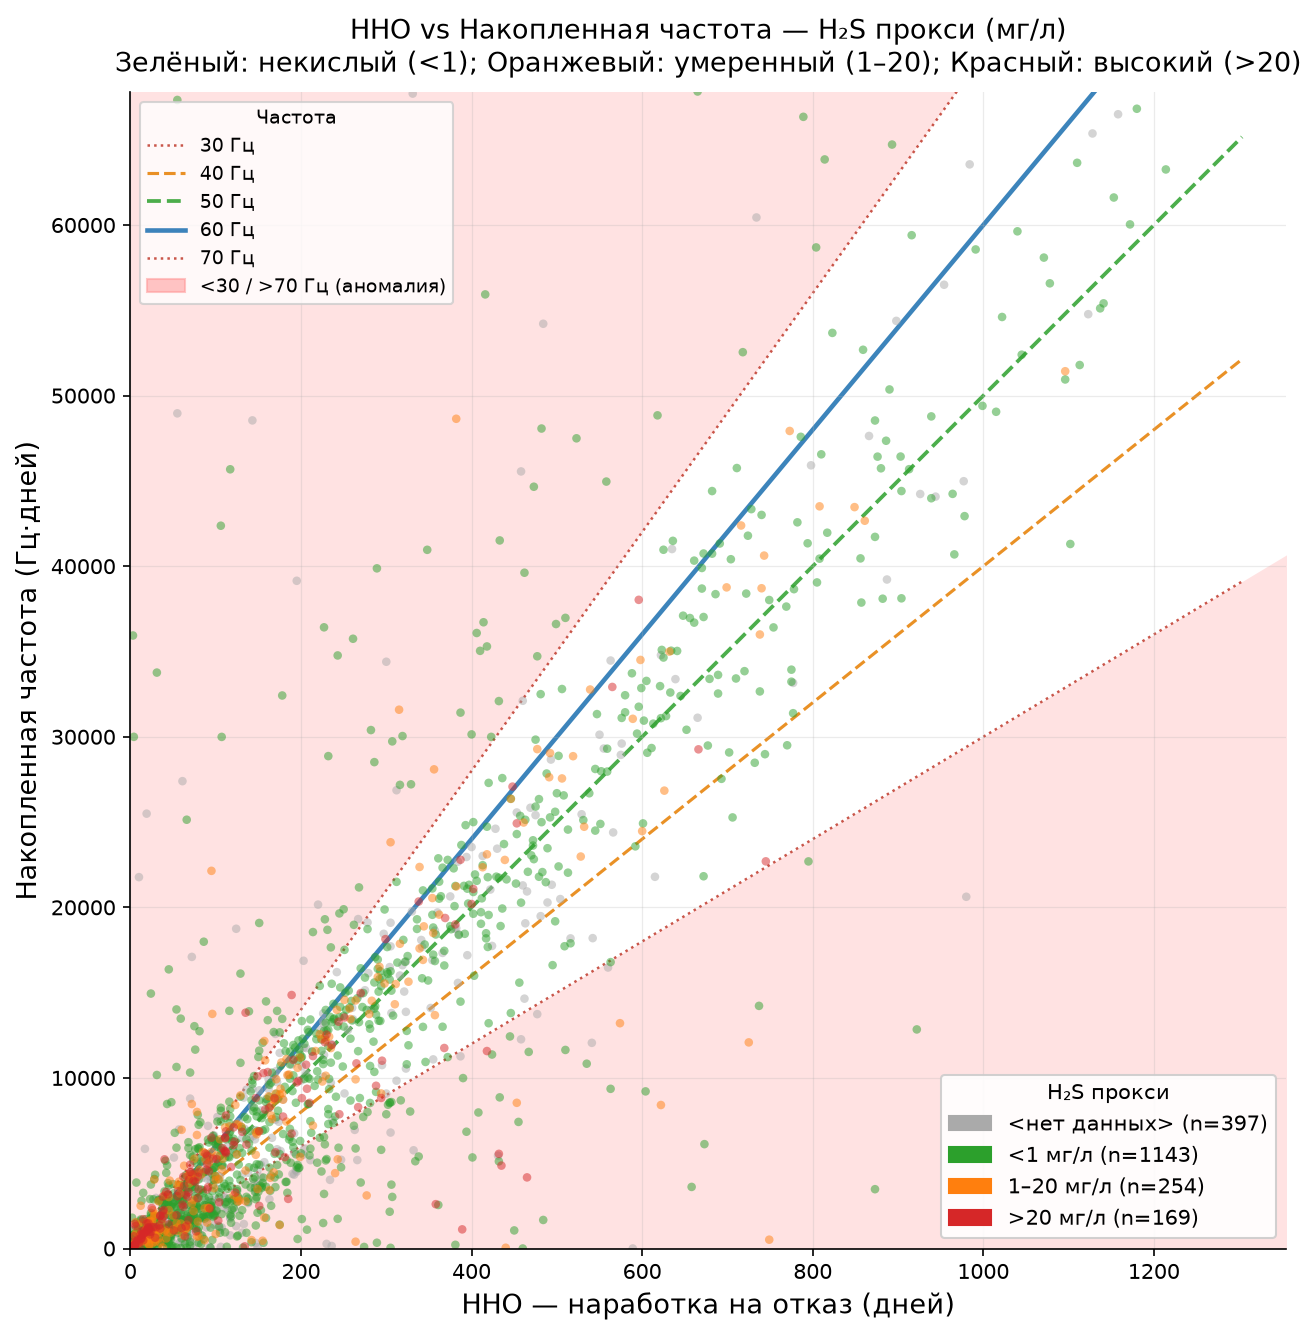 ННО vs Накопленная частота — H₂S прокси (мг/л)
Зелёный: некислый (<1); Оранжевый: умеренный (1–20); Красный: высокий (>20)
Частота
30 Гц
40 Гц
50 Гц
60 Гц
70 Гц
<30 / >70 Гц (аномалия)
Накопленная частота (Гц·дней)
60000
50000
40000
30000
20000
10000
0
H₂S прокси
<нет данных> (n=397)
<1 мг/л (n=1143)
1–20 мг/л (n=254)
>20 мг/л (n=169)
0 200 400 600 800 1000 1200
ННО — наработка на отказ (дней)